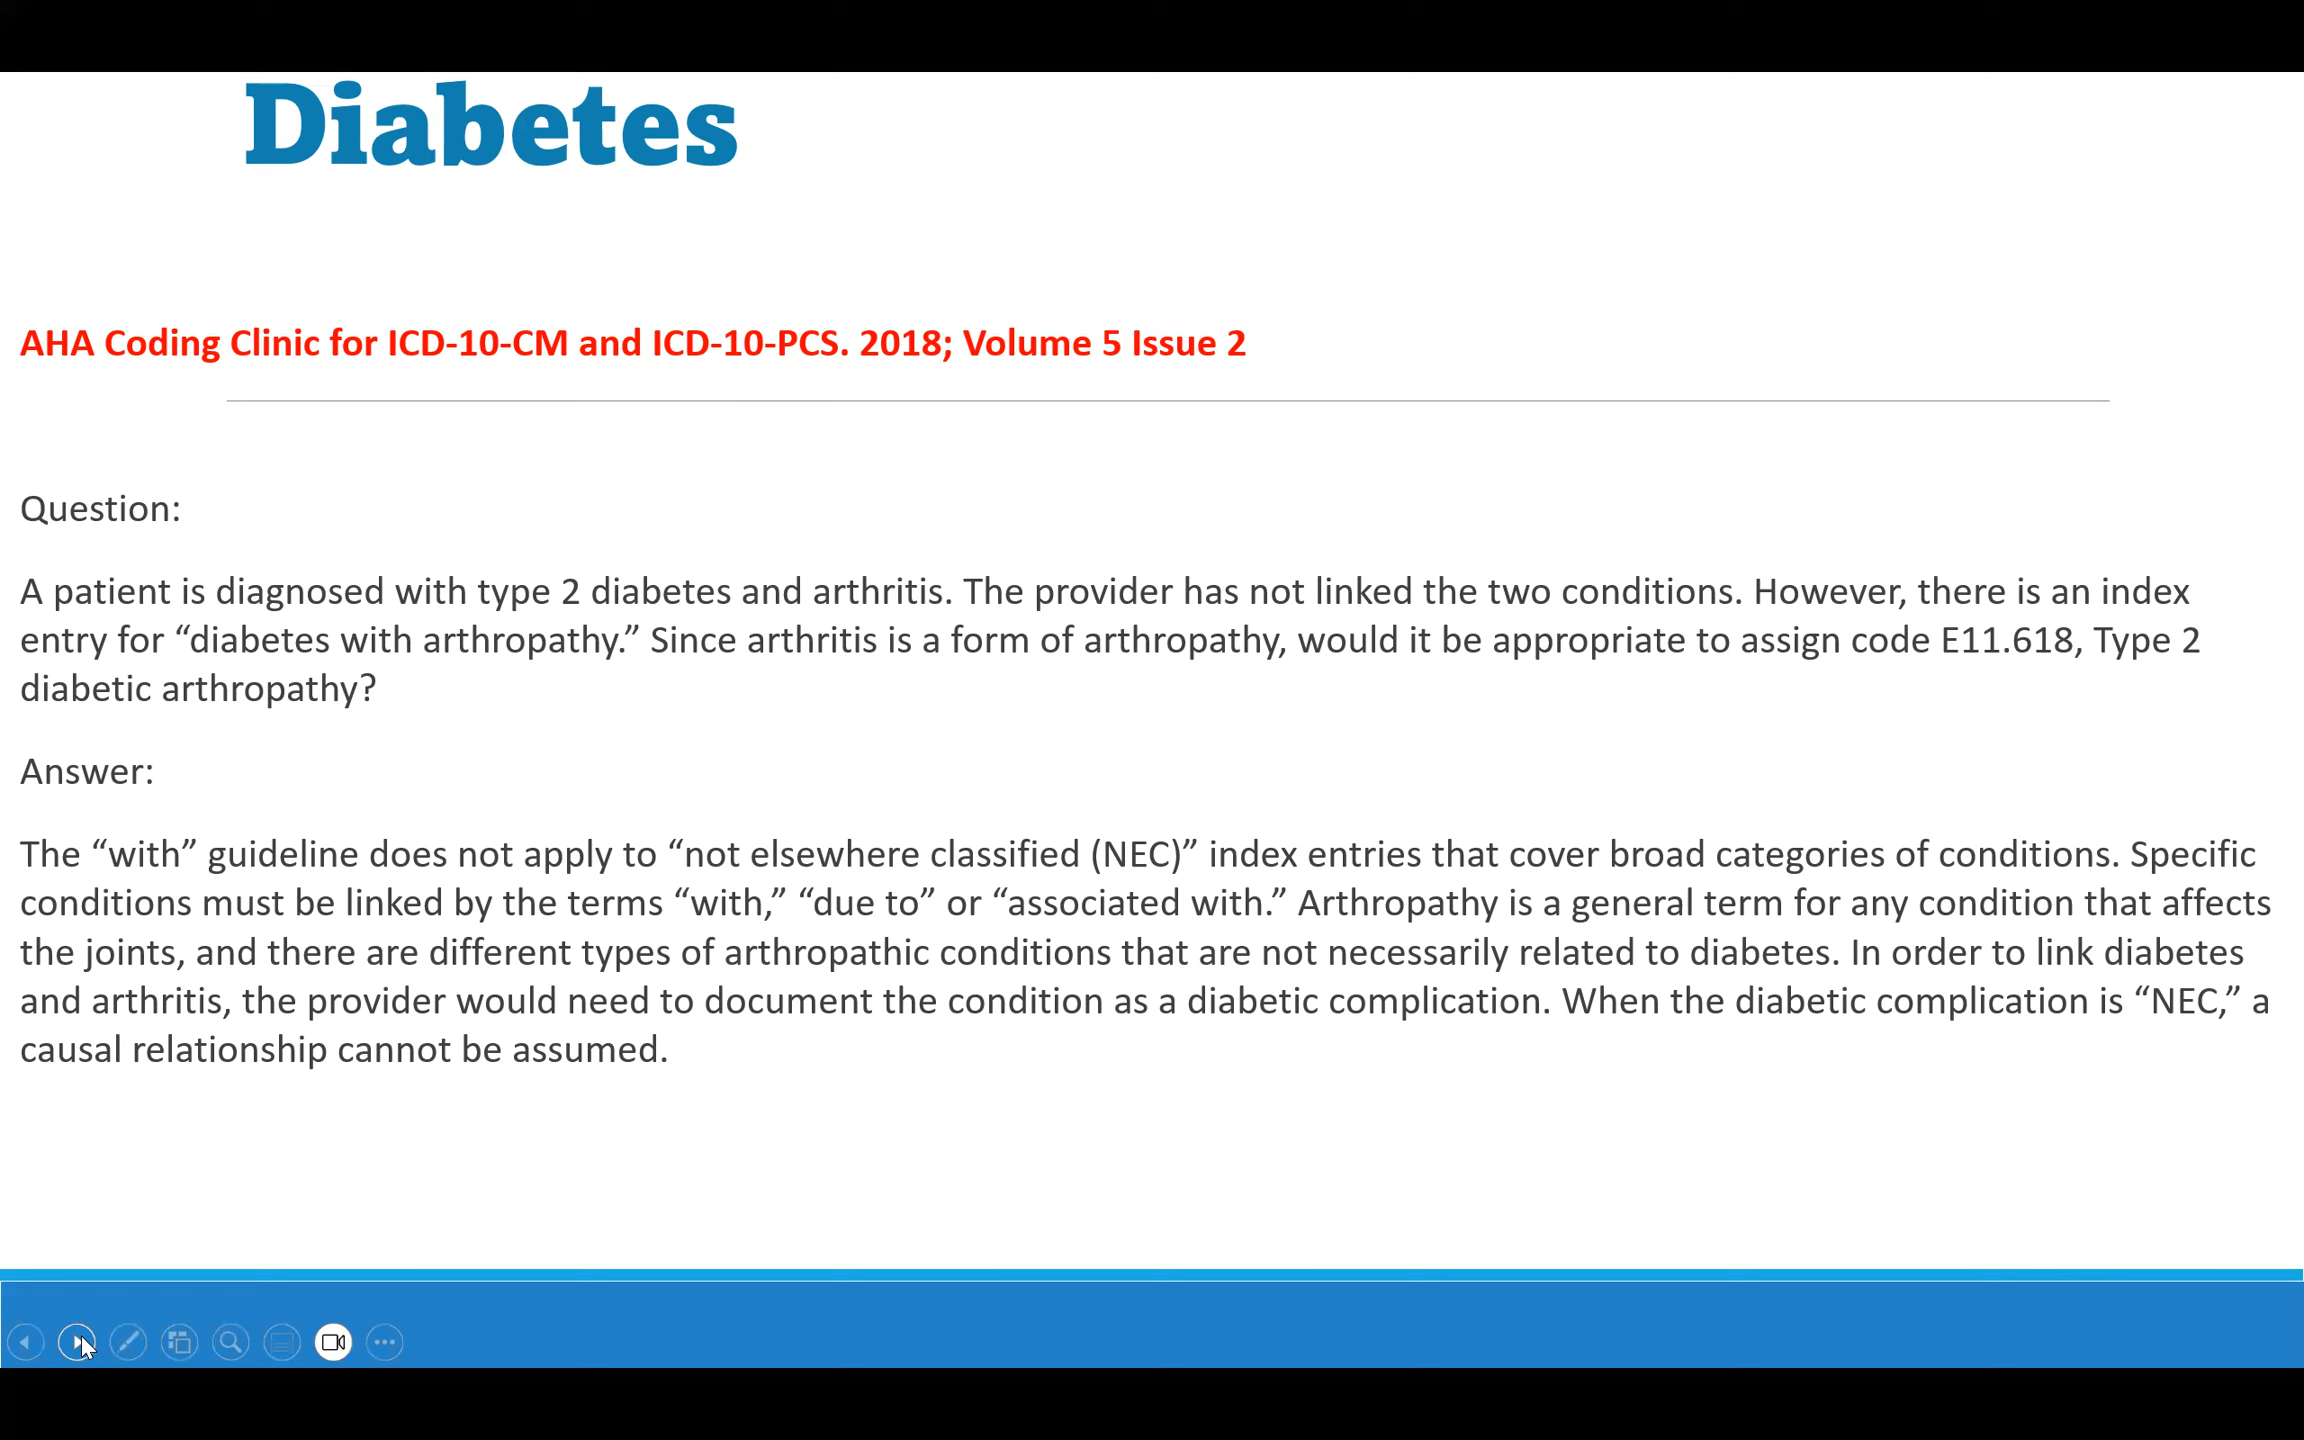 Diabetes
AHA Coding Clinic for ICD-10-CM and ICD-10-PCS. 2018; Volume 5 Issue 2
Question:
A patient is diagnosed with type 2 diabetes and arthritis. The provider has not linked the two conditions. However, there is an index
entry for “diabetes with arthropathy.” Since arthritis is a form of arthropathy, would it be appropriate to assign code E11.618, Type 2
diabetic arthropathy?
Answer:
The “with” guideline does not apply to “not elsewhere classified (NEC)” index entries that cover broad categories of conditions. Specific
conditions must be linked by the terms “with,” “due to” or “associated with.” Arthropathy is a general term for any condition that affects
the joints, and there are different types of arthropathic conditions that are not necessarily related to diabetes. In order to link diabetes
and arthritis, the provider would need to document the condition as a diabetic complication. When the diabetic complication is “NEC,” a
causal relationship cannot be assumed.